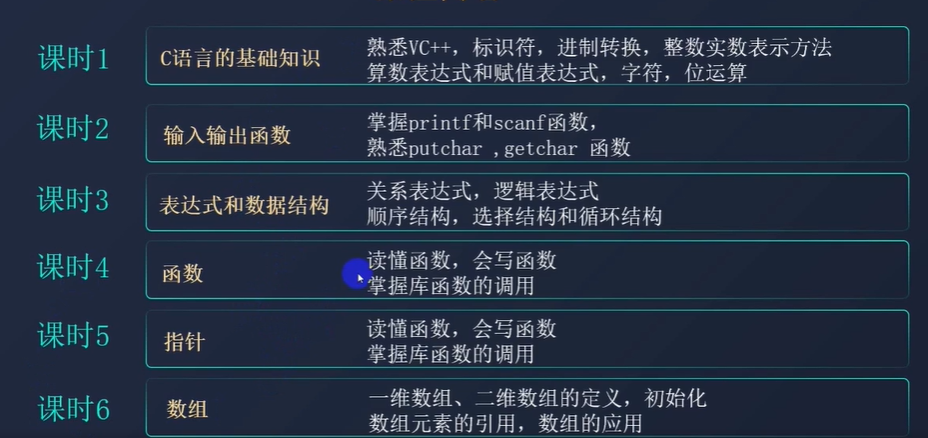 课时1
C语言的基础知识
熟悉VC++，标识符，进制转换，整数实数表示方法
算数表达式和赋值表达式，字符，位运算
课时2
输入输出函数
掌握printf和scanf函数，
熟悉putchar ,getchar 函数
课时3
表达式和数据结构
关系表达式，逻辑表达式
顺序结构，选择结构和循环结构
课时4
函数
读懂函数，会写函数
掌握库函数的调用
课时5
指针
读懂函数，会写函数
掌握库函数的调用
课时6
数组
一维数组、二维数组的定义，初始化
数组元素的引用，数组的应用